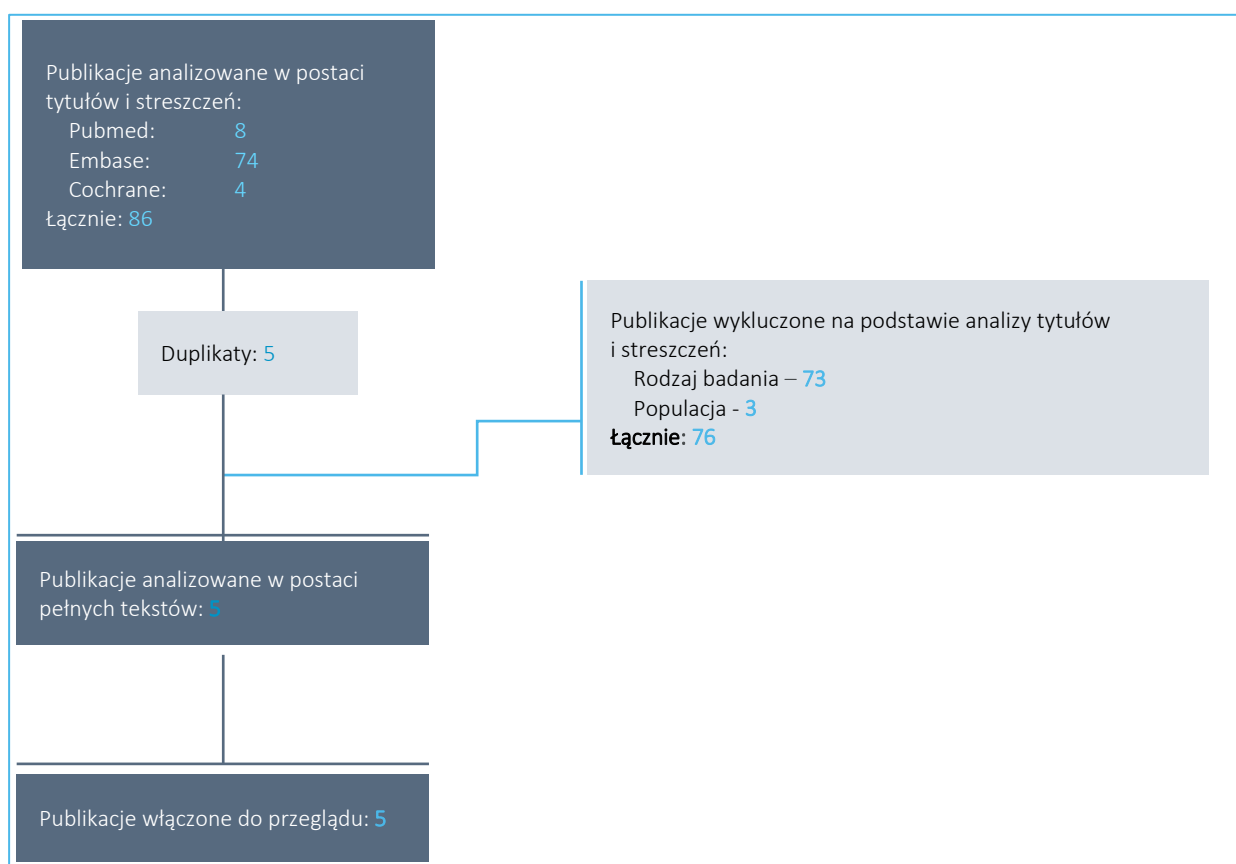 Publikacje analizowane w postaci
tytułów i streszczeń:
Pubmed: 8
Embase: 74
Cochrane: 4
Łącznie: 86
Duplikaty: 5
Publikacje wykluczone na podstawie analizy tytułów
i streszczeń:
Rodzaj badania – 73
Populacja - 3
Łącznie: 76
Publikacje analizowane w postaci
pełnych tekstów: 5
Publikacje włączone do przeglądu: 5